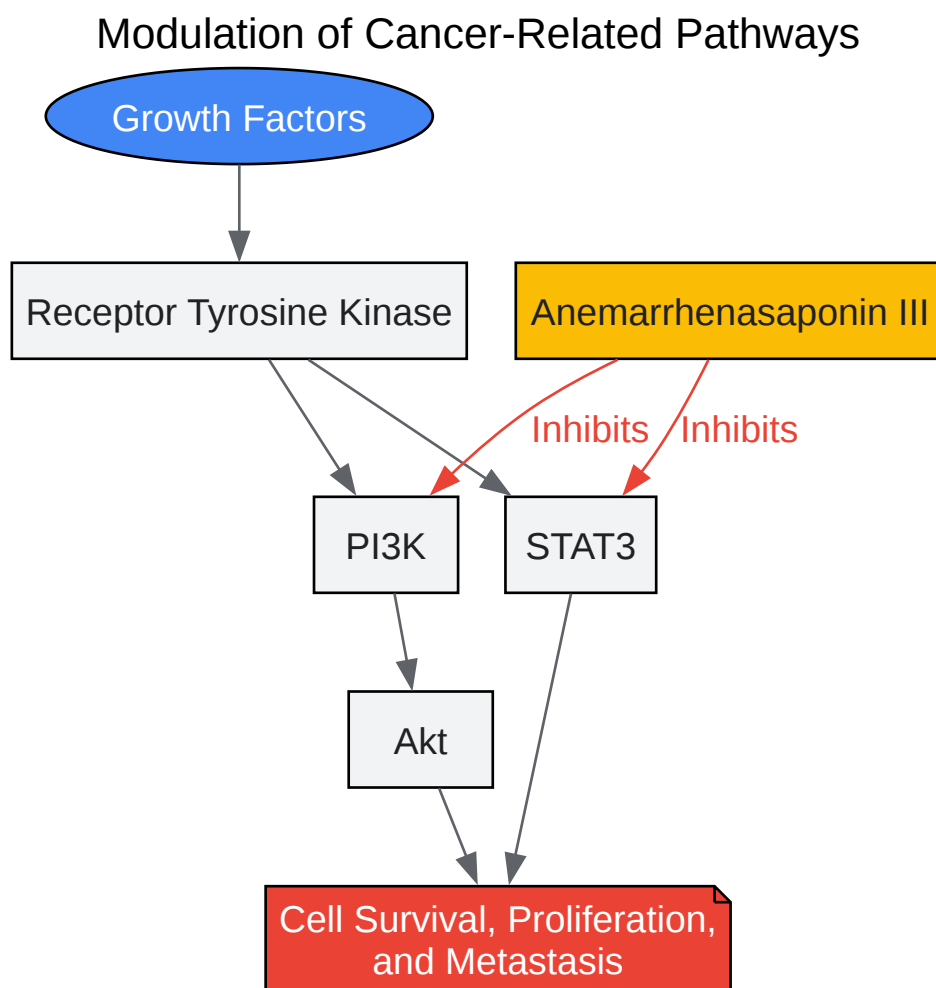 Modulation of Cancer-Related Pathways
Growth Factors
Receptor Tyrosine Kinase
Anemarrhenasaponin III
Inhibits
Inhibits
PI3K
STAT3
Akt
Cell Survival, Proliferation,
and Metastasis